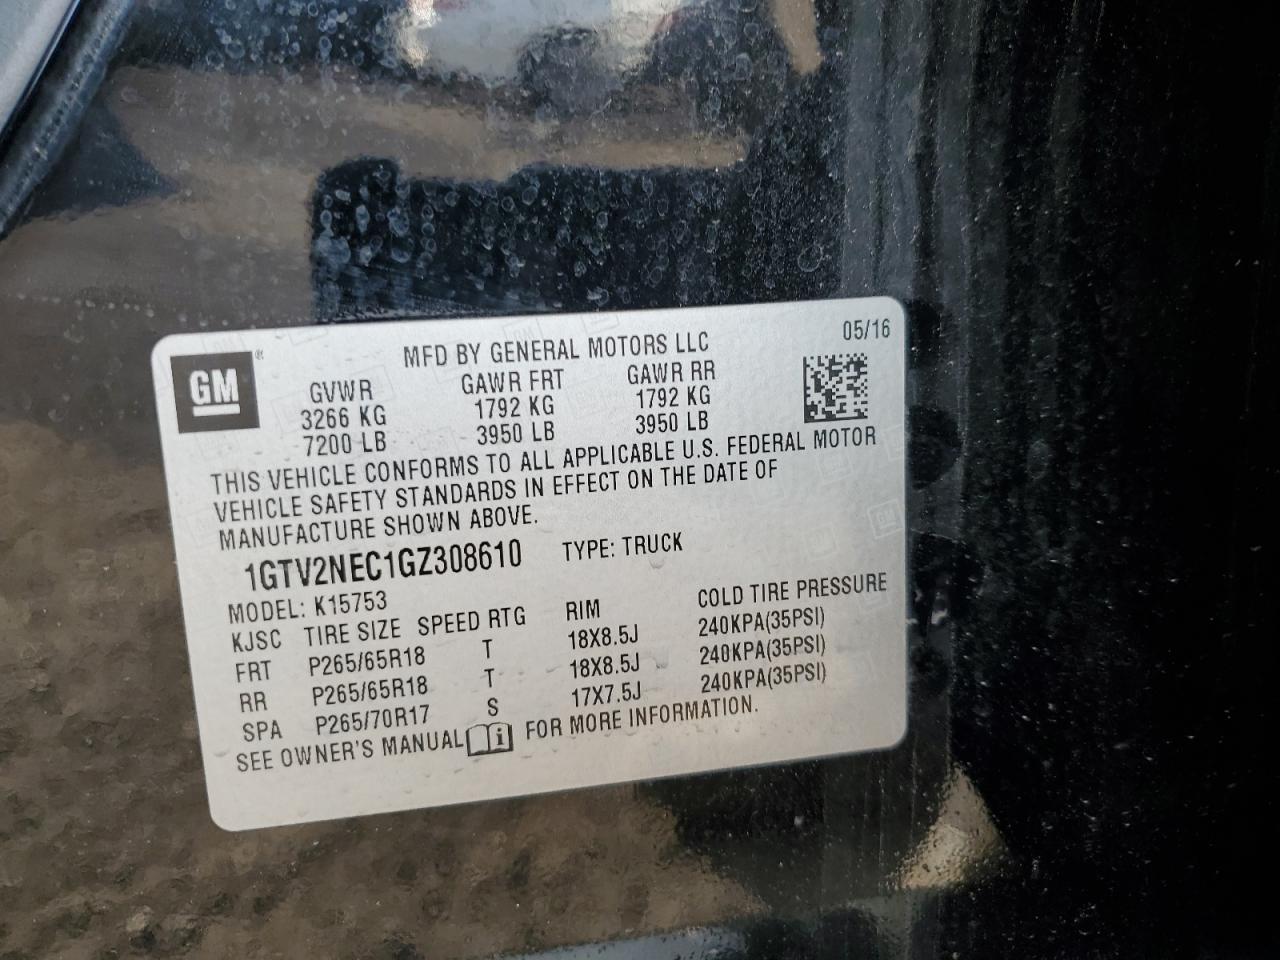 GM ®
MFD BY GENERAL MOTORS LLC
05/16
GVWR GAWR FRT GAWR RR
3266 KG 1792 KG 1792 KG
7200 LB 3950 LB 3950 LB
THIS VEHICLE CONFORMS TO ALL APPLICABLE U.S. FEDERAL MOTOR
VEHICLE SAFETY STANDARDS IN EFFECT ON THE DATE OF
MANUFACTURE SHOWN ABOVE.
1GTV2NEC1GZ308610 TYPE: TRUCK
MODEL: K15753
KJSC TIRE SIZE SPEED RTG RIM COLD TIRE PRESSURE
FRT P265/65R18 T 18X8.5J 240KPA(35PSI)
RR P265/65R18 T 18X8.5J 240KPA(35PSI)
SPA P265/70R17 S 17X7.5J 240KPA(35PSI)
SEE OWNER'S MANUAL i FOR MORE INFORMATION.